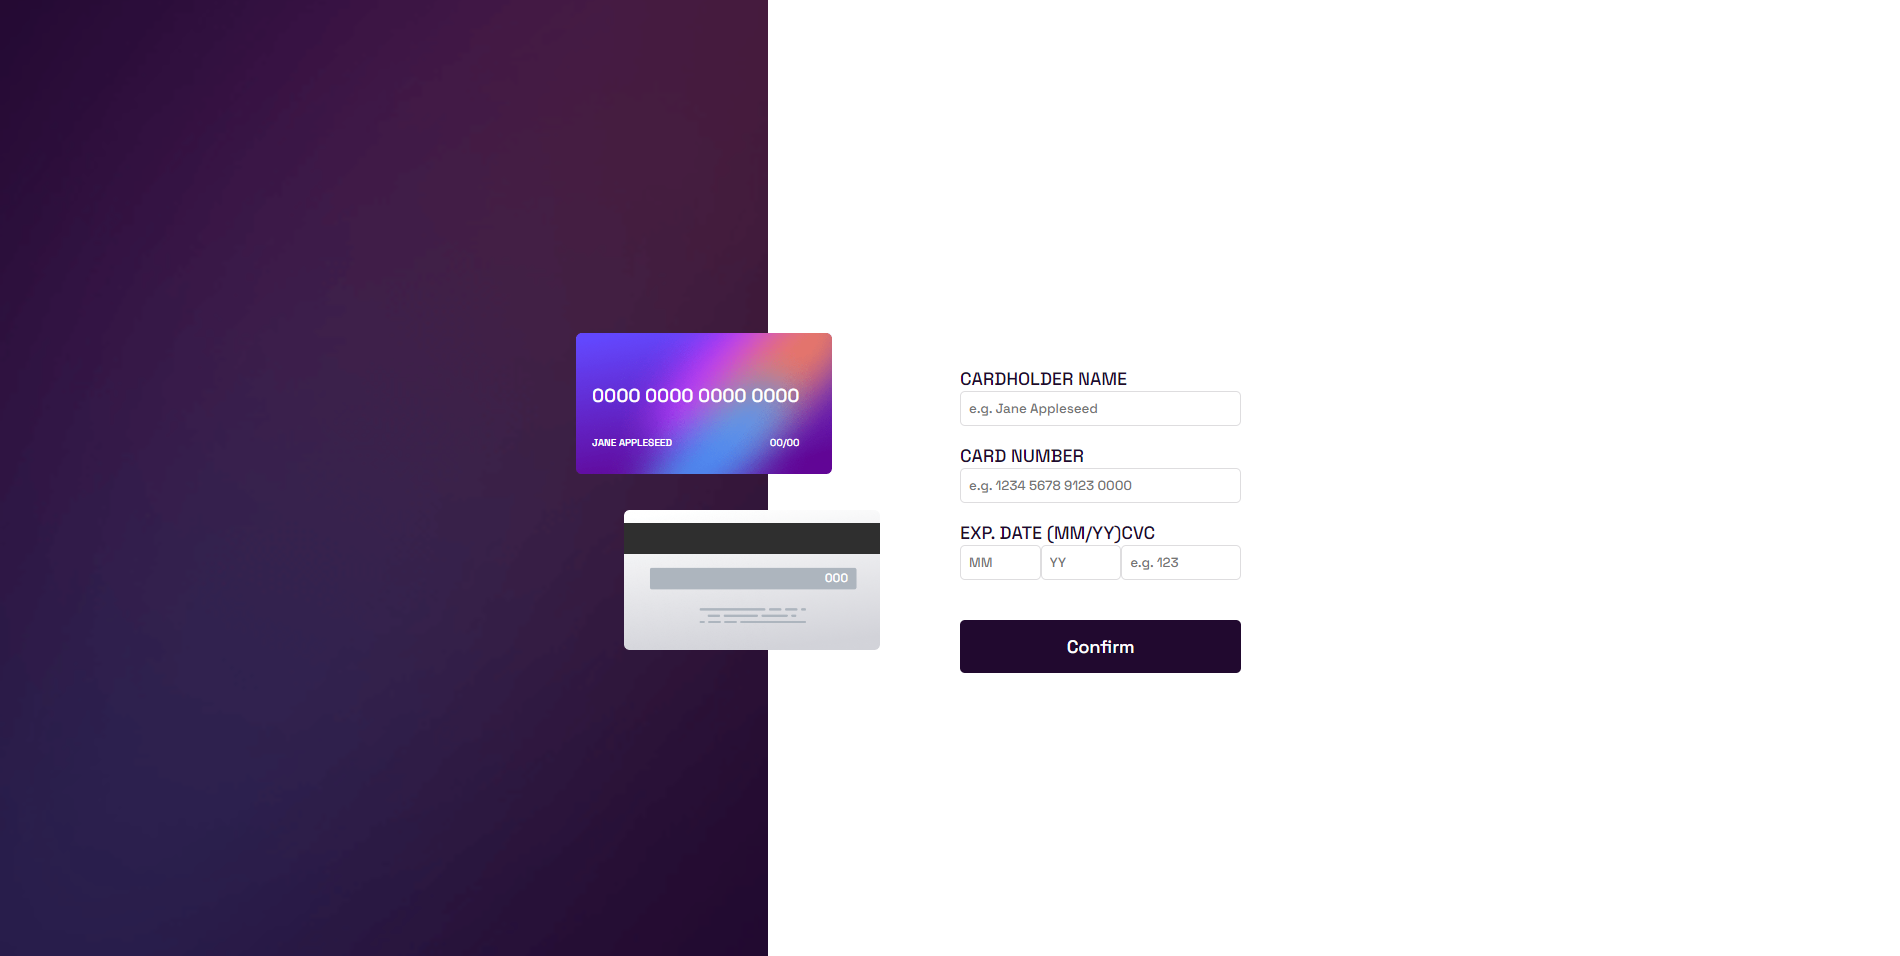 0000 0000 0000 0000
JANE APPLESEED 00/00
000
CARDHOLDER NAME
e.g. Jane Appleseed
CARD NUMBER
e.g. 1234 5678 9123 0000
EXP. DATE (MM/YY)CVC
MM YY e.g. 123
Confirm